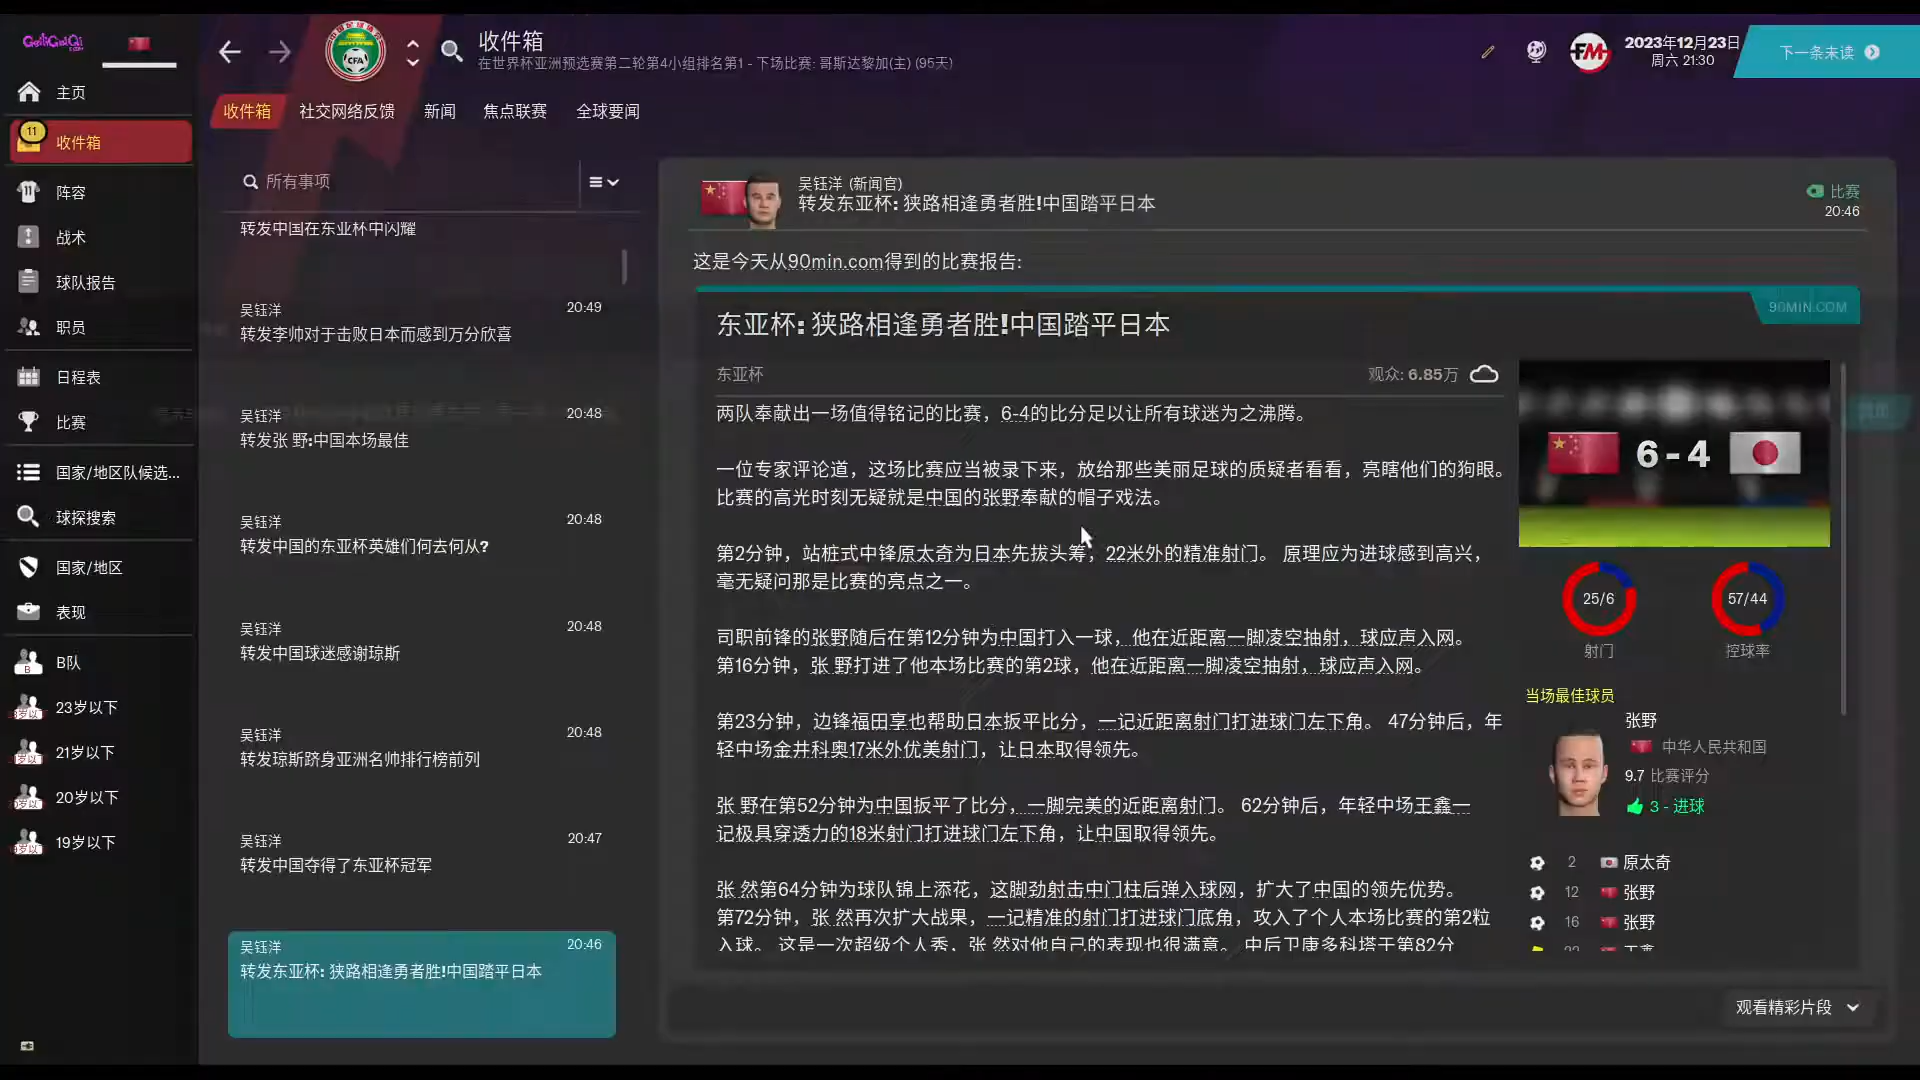 收件箱
在世界杯亚洲预选赛第二轮第4小组排名第1 - 下场比赛: 哥斯达黎加(主) (95天)
CFA
FM
2023年12月23日
周六 21:30
下一条未读
主页
11
收件箱
阵容
战术
球队报告
职员
日程表
比赛
国家/地区队候选...
球探搜索
国家/地区
表现
B队
23岁以下
21岁以下
20岁以下
19岁以下
收件箱
社交网络反馈
新闻
焦点联赛
全球要闻
所有事项
转发中国在东亚杯中闪耀
吴钰洋 20:49
转发李帅对于击败日本而感到万分欣喜
吴钰洋 20:48
转发张 野:中国本场最佳
吴钰洋 20:48
转发中国的东亚杯英雄们何去何从?
吴钰洋 20:48
转发中国球迷感谢琼斯
吴钰洋 20:48
转发琼斯跻身亚洲名帅排行榜前列
吴钰洋 20:47
转发中国夺得了东亚杯冠军
吴钰洋 20:46
转发东亚杯: 狭路相逢勇者胜!中国踏平日本
吴钰洋 (新闻官)
转发东亚杯: 狭路相逢勇者胜!中国踏平日本
比赛
20:46
这是今天从90min.com得到的比赛报告:
90MIN.COM
东亚杯: 狭路相逢勇者胜!中国踏平日本
东亚杯
观众: 6.85万
两队奉献出一场值得铭记的比赛，6-4的比分足以让所有球迷为之沸腾。
一位专家评论道，这场比赛应当被录下来，放给那些美丽足球的质疑者看看，亮瞎他们的狗眼。
比赛的高光时刻无疑就是中国的张野奉献的帽子戏法。
第2分钟，站桩式中锋原太奇为日本先拔头筹，22米外的精准射门。 原理应为进球感到高兴，
毫无疑问那是比赛的亮点之一。
司职前锋的张野随后在第12分钟为中国打入一球，他在近距离一脚凌空抽射，球应声入网。
第16分钟，张 野打进了他本场比赛的第2球，他在近距离一脚凌空抽射，球应声入网。
第23分钟，边锋福田享也帮助日本扳平比分，一记近距离射门打进球门左下角。 47分钟后，年
轻中场金井科奥17米外优美射门，让日本取得领先。
张 野在第52分钟为中国扳平了比分，一脚完美的近距离射门。 62分钟后，年轻中场王鑫一
记极具穿透力的18米射门打进球门左下角，让中国取得领先。
张 然第64分钟为球队锦上添花，这脚劲射击中门柱后弹入球网，扩大了中国的领先优势。
第72分钟，张 然再次扩大战果，一记精准的射门打进球门底角，攻入了个人本场比赛的第2粒
入球。 这是一次超级个人秀，张 然对他自己的表现也很满意。 中后卫康多科塔于第82分
6 - 4
25/6
射门
57/44
控球率
当场最佳球员
张野
中华人民共和国
9.7 比赛评分
3 - 进球
2 原太奇
12 张野
16 张野
观看精彩片段